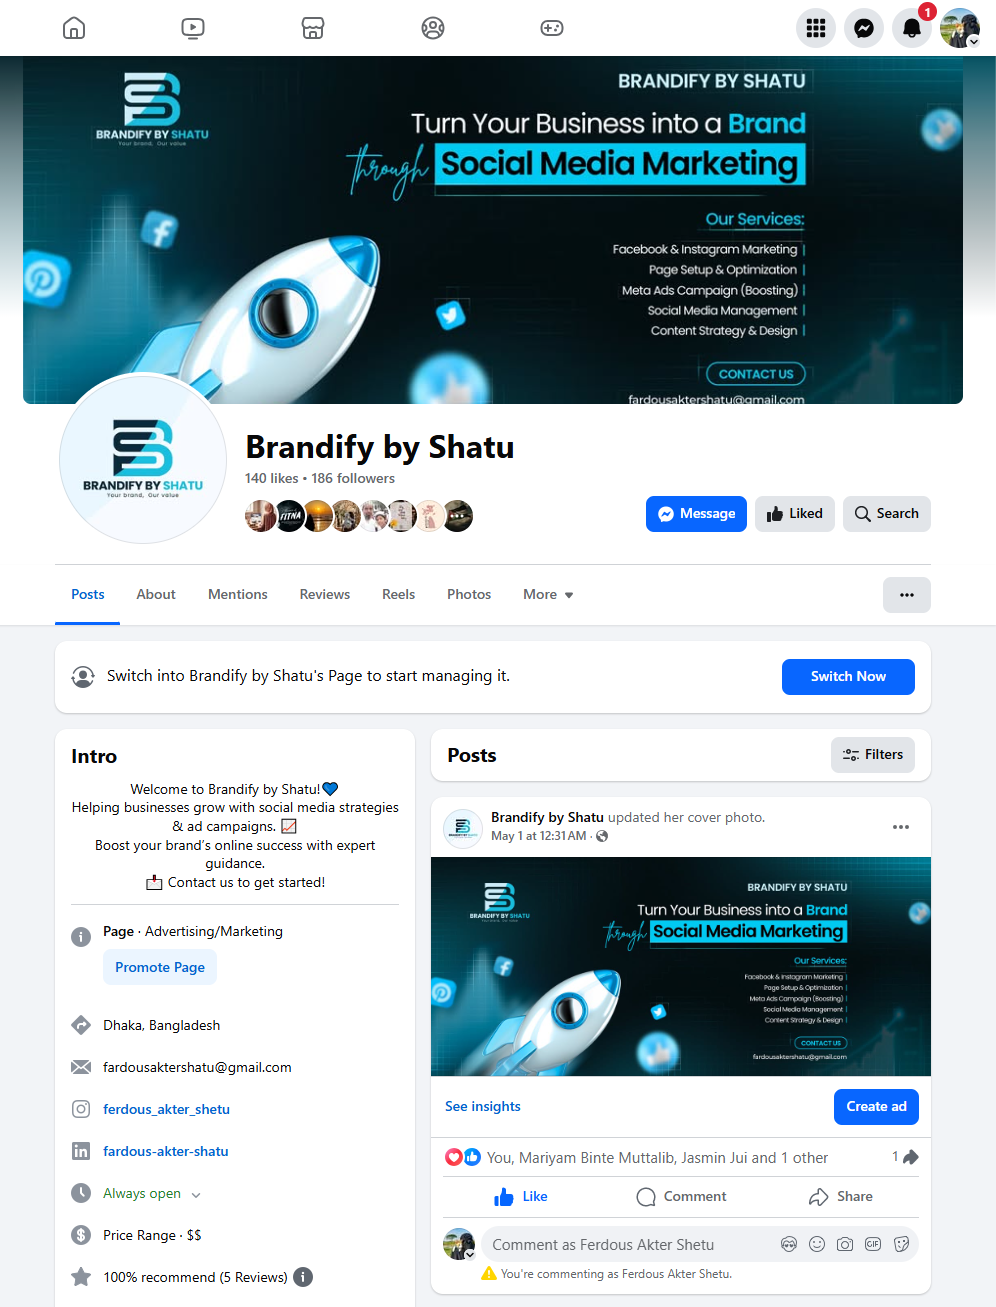 1
BRANDIFY BY SHATU
Your brand, Our value
BRANDIFY BY SHATU
Turn Your Business into a Brand
through Social Media Marketing
Our Services:
Facebook & Instagram Marketing |
Page Setup & Optimization |
Meta Ads Campaign (Boosting) |
Social Media Management |
Content Strategy & Design |
CONTACT US
fardousaktershatu@gmail.com
BRANDIFY BY SHATU
Your brand, Our value
Brandify by Shatu
140 likes • 186 followers
FITNA
Message
Liked
Search
Posts
About
Mentions
Reviews
Reels
Photos
More
Switch into Brandify by Shatu's Page to start managing it.
Switch Now
Intro
Welcome to Brandify by Shatu!💙
Helping businesses grow with social media strategies
& ad campaigns. 📈
Boost your brand’s online success with expert
guidance.
📩 Contact us to get started!
Page · Advertising/Marketing
Promote Page
Dhaka, Bangladesh
fardousaktershatu@gmail.com
ferdous_akter_shetu
fardous-akter-shatu
Always open
Price Range · $$
100% recommend (5 Reviews)
Posts
Filters
Brandify by Shatu updated her cover photo.
May 1 at 12:31 AM ·
BRANDIFY BY SHATU
BRANDIFY BY SHATU
Turn Your Business into a Brand
through Social Media Marketing
Our Services:
Facebook & Instagram Marketing |
Page Setup & Optimization |
Meta Ads Campaign (Boosting) |
Social Media Management |
Content Strategy & Design |
CONTACT US
fardousaktershatu@gmail.com
See insights
Create ad
You, Mariyam Binte Muttalib, Jasmin Jui and 1 other
1
Like
Comment
Share
Comment as Ferdous Akter Shetu
GIF
You're commenting as Ferdous Akter Shetu.